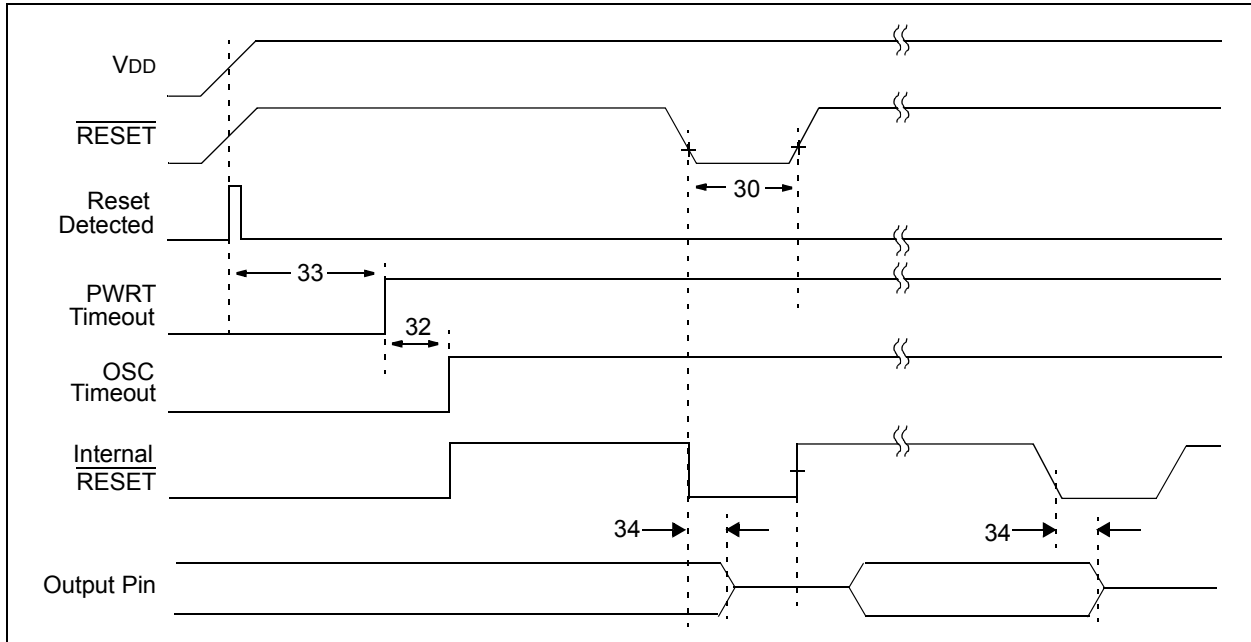 VDD
RESET
30
Reset
Detected
33
PWRT
Timeout
32
OSC
Timeout
Internal
RESET
34
34
Output Pin